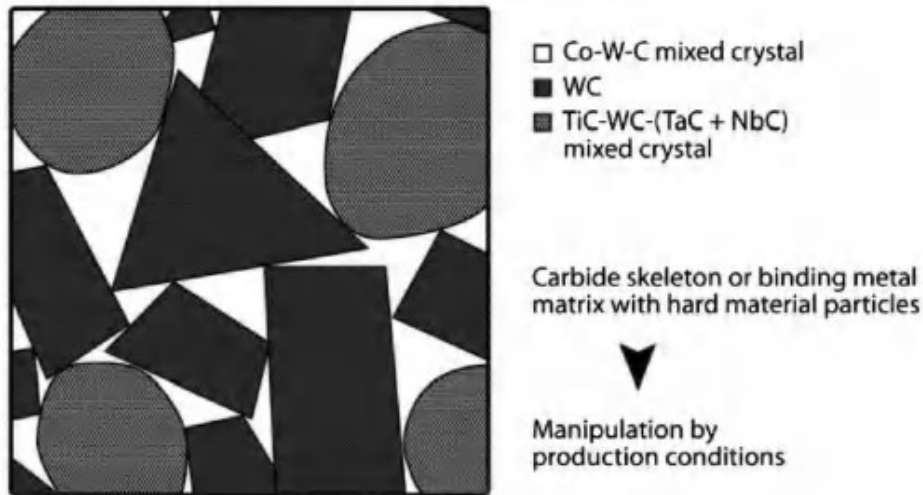 Co-W-C mixed crystal
WC
TiC-WC-(TaC + NbC)
mixed crystal
Carbide skeleton or binding metal
matrix with hard material particles
Manipulation by
production conditions